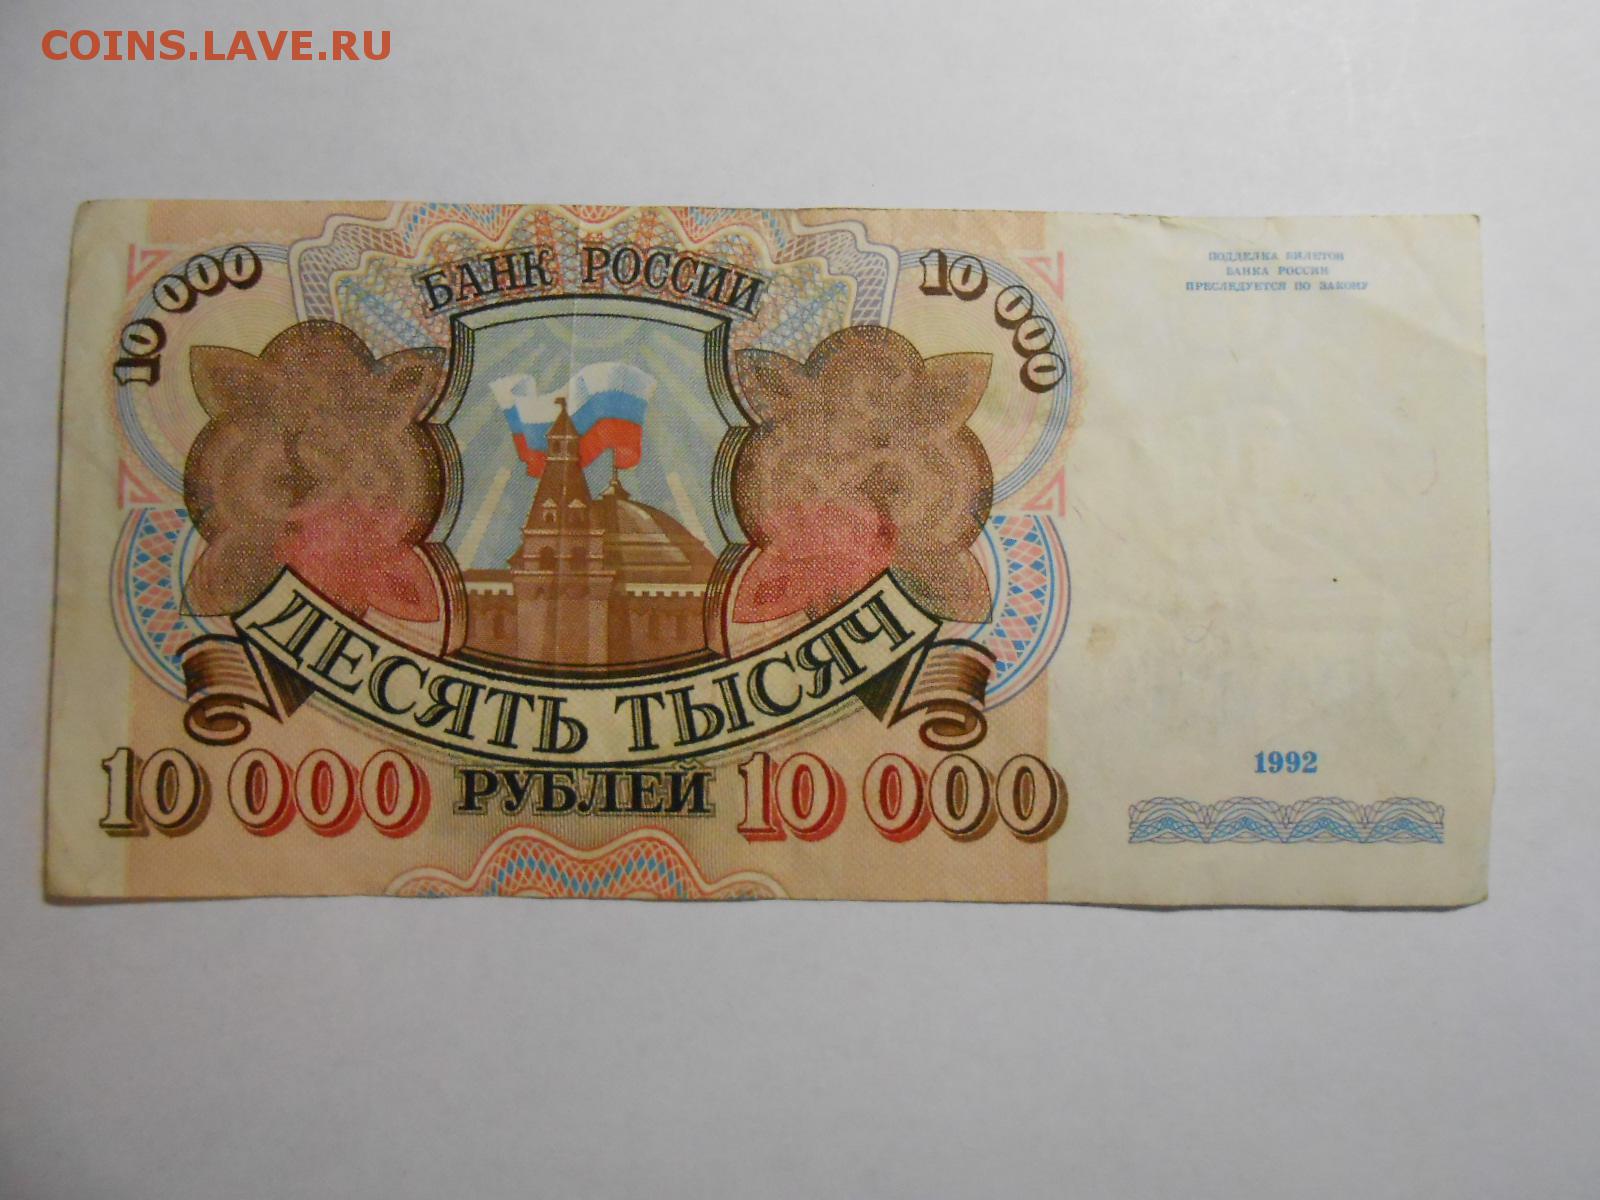 COINS.LAVE.RU
10 000
БАНК РОССИИ
10 000
ПОДДЕЛКА БИЛЕТОВ
БАНКА РОССИИ
ПРЕСЛЕДУЕТСЯ ПО ЗАКОНУ
ДЕСЯТЬ ТЫСЯЧ
10 000 РУБЛЕЙ 10 000
1992